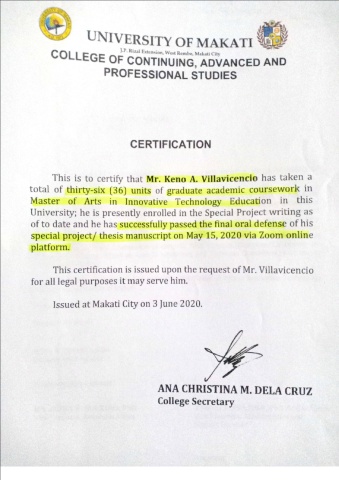 UNIVERSITY OF MAKATI
J.P. Rizal Extension, West Rembo, Makati City
COLLEGE OF CONTINUING, ADVANCED AND
PROFESSIONAL STUDIES
CERTIFICATION
This is to certify that Mr. Keno A. Villavicencio has taken a
total of thirty-six (36) units of graduate academic coursework in
Master of Arts in Innovative Technology Education in this
University; he is presently enrolled in the Special Project writing as
of to date and he has successfully passed the final oral defense of his
special project/ thesis manuscript on May 15, 2020 via Zoom online
platform.
This certification is issued upon the request of Mr. Villavicencio
for all legal purposes it may serve him.
Issued at Makati City on 3 June 2020.
ANA CHRISTINA M. DELA CRUZ
College Secretary